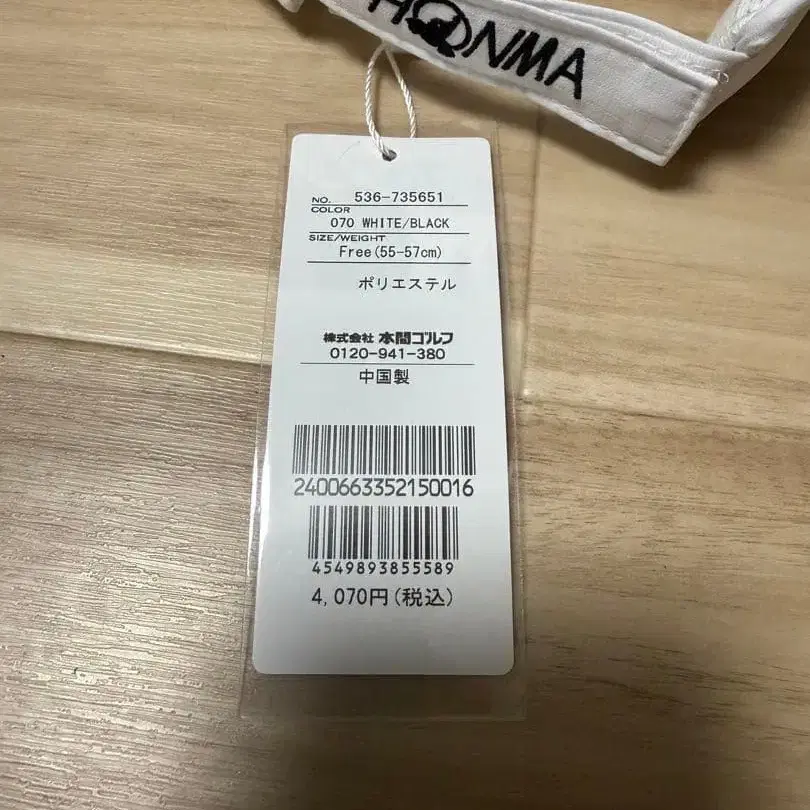 HONMA
NO. 536-735651
COLOR
070 WHITE/BLACK
SIZE/WEIGHT
Free(55-57cm)
ポリエステル
株式会社 本間ゴルフ
0120-941-380
中国製
2400663352150016
4549893855589
4,070円(税込)